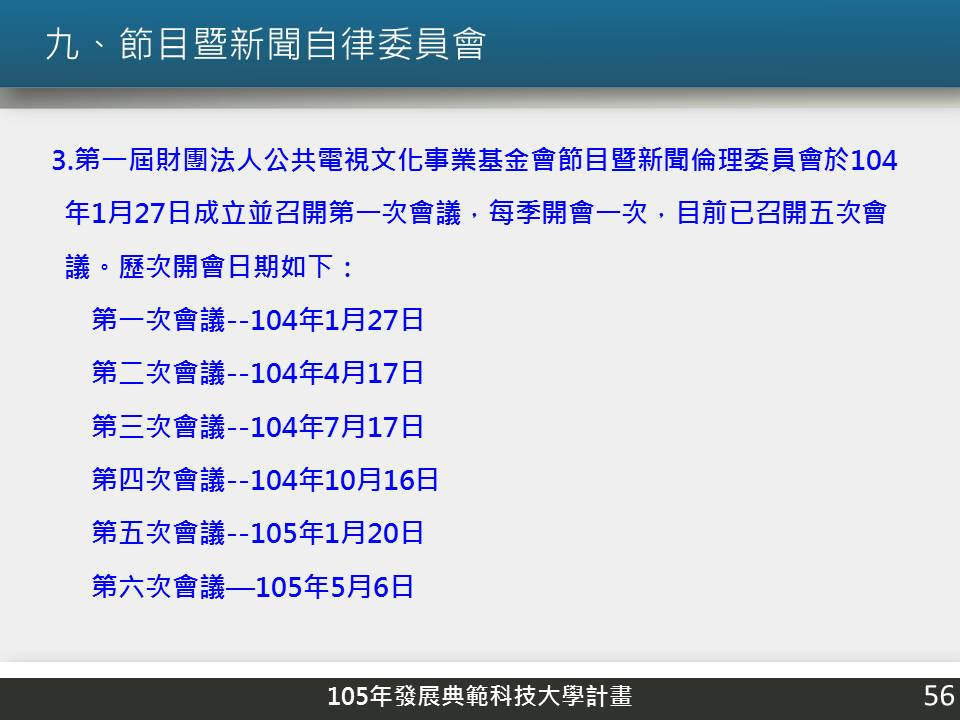 九、節目暨新聞自律委員會
3.第一屆財團法人公共電視文化事業基金會節目暨新聞倫理委員會於104
年1月27日成立並召開第一次會議，每季開會一次，目前已召開五次會
議。歷次開會日期如下：
第一次會議--104年1月27日
第二次會議--104年4月17日
第三次會議--104年7月17日
第四次會議--104年10月16日
第五次會議--105年1月20日
第六次會議—105年5月6日
105年發展典範科技大學計畫
56